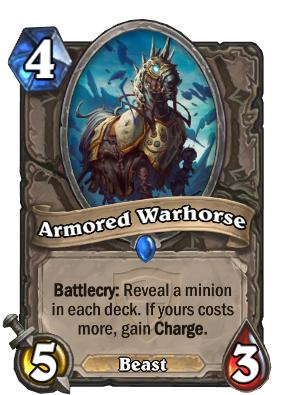 4
Armored Warhorse
Battlecry: Reveal a minion
in each deck. If yours costs
more, gain Charge.
5
Beast
3